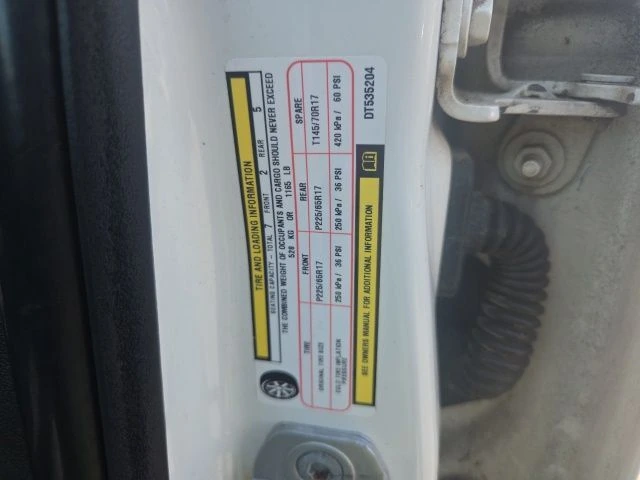 TIRE AND LOADING INFORMATION
SEATING CAPACITY - TOTAL 7 FRONT 2 REAR 5
THE COMBINED WEIGHT OF OCCUPANTS AND CARGO SHOULD NEVER EXCEED
528 KG OR 1165 LB
TIRE FRONT REAR SPARE
ORIGINAL TIRE SIZE P225/65R17 P225/65R17 T145/70R17
COLD TIRE INFLATION PRESSURE 250 kPa/ 36 PSI 250 kPa/ 36 PSI 420 kPa/ 60 PSI
SEE OWNERS MANUAL FOR ADDITIONAL INFORMATION
DT535204